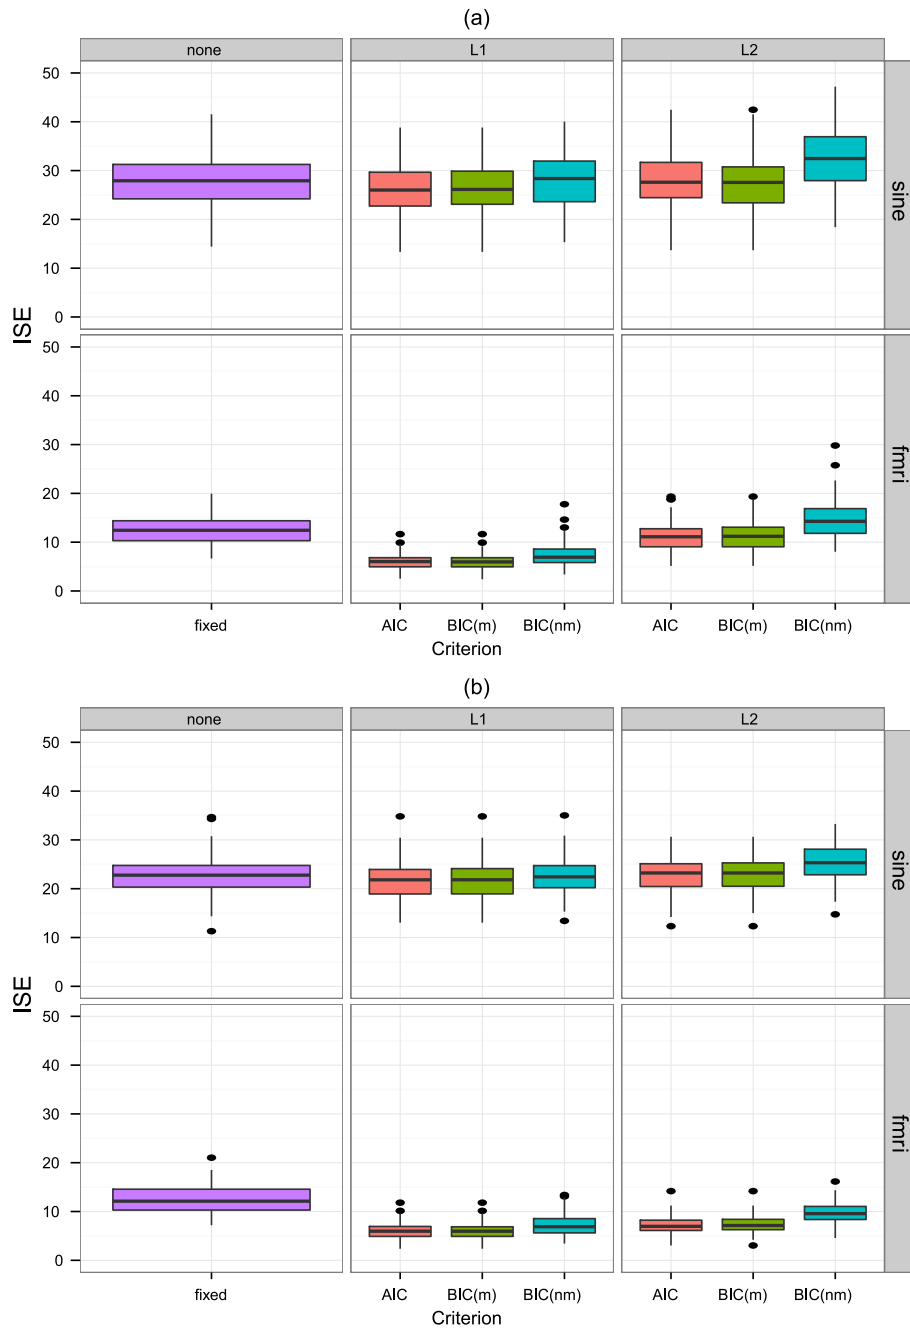 (a)
none L1 L2
50
40
30
20
10
0
sine
ISE
50
40
30
20
10
0
fmri
fixed AIC BIC(m) BIC(nm) AIC BIC(m) BIC(nm)
Criterion
(b)
none L1 L2
50
40
30
20
10
0
sine
ISE
50
40
30
20
10
0
fmri
fixed AIC BIC(m) BIC(nm) AIC BIC(m) BIC(nm)
Criterion